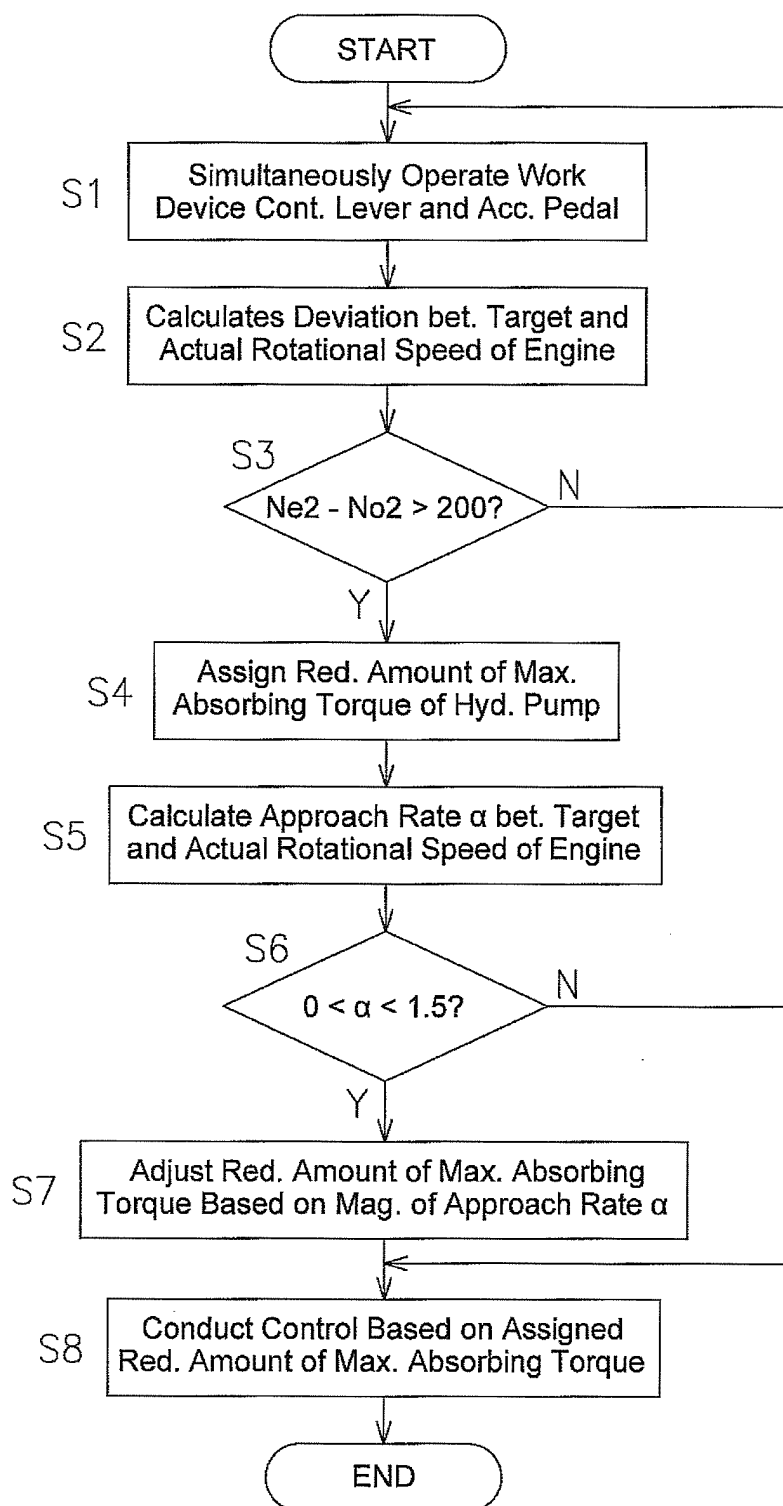 START
S1
Simultaneously Operate Work
Device Cont. Lever and Acc. Pedal
S2
Calculates Deviation bet. Target and
Actual Rotational Speed of Engine
S3
Ne2 - No2 > 200?
N
Y
S4
Assign Red. Amount of Max.
Absorbing Torque of Hyd. Pump
S5
Calculate Approach Rate α bet. Target
and Actual Rotational Speed of Engine
S6
0 < α < 1.5?
N
Y
S7
Adjust Red. Amount of Max. Absorbing
Torque Based on Mag. of Approach Rate α
S8
Conduct Control Based on Assigned
Red. Amount of Max. Absorbing Torque
END